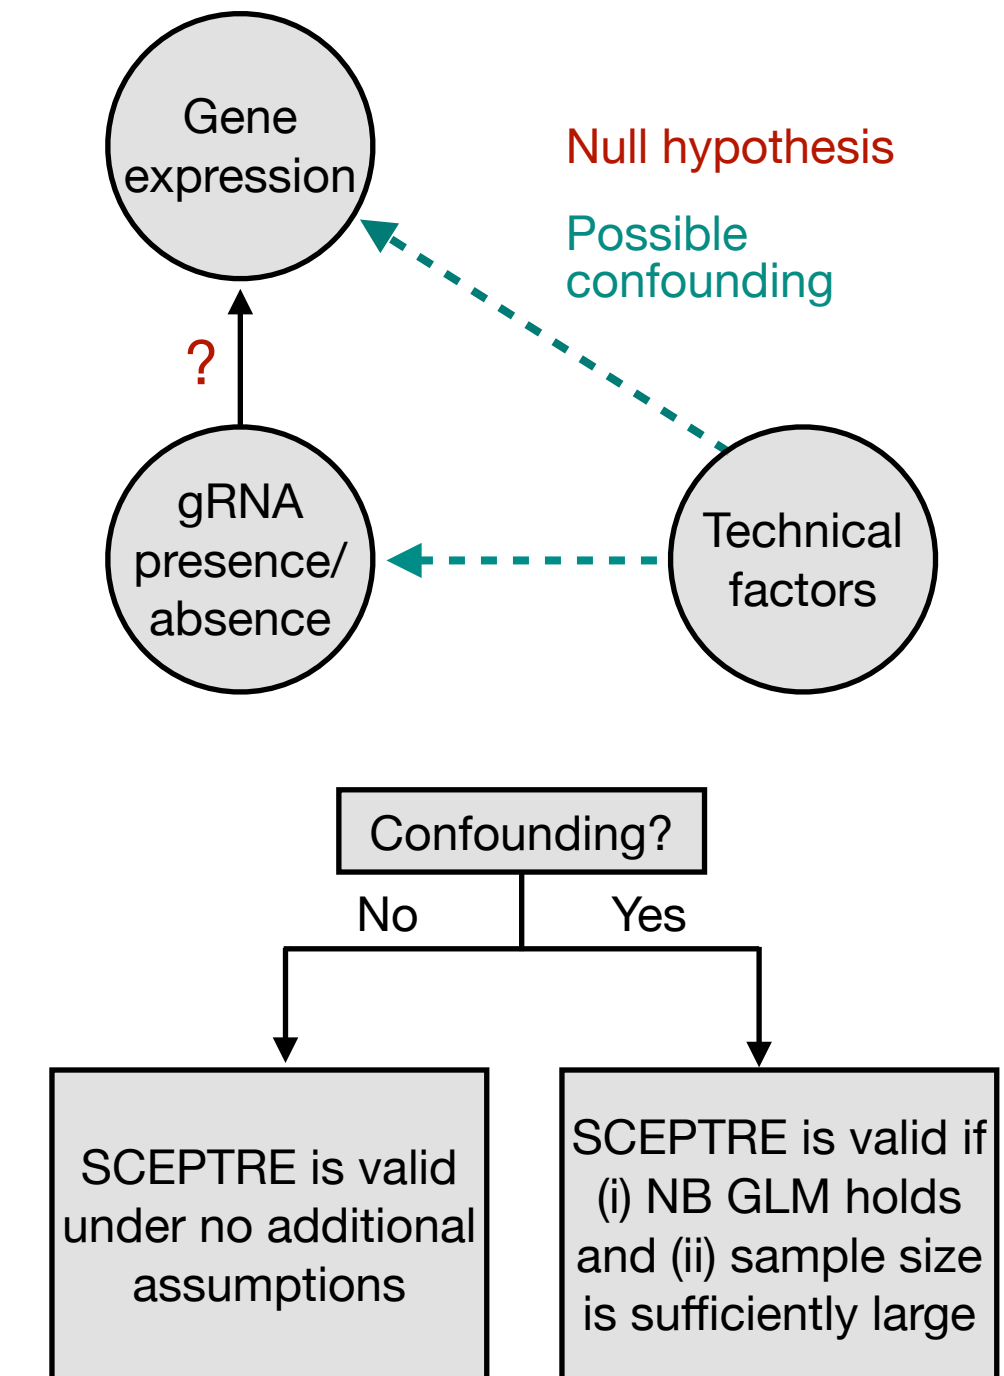 Gene
expression
Null hypothesis
Possible
confounding
?
gRNA
presence/
absence
Technical
factors
Confounding?
No
Yes
SCEPTRE is valid
under no additional
assumptions
SCEPTRE is valid if
(i) NB GLM holds
and (ii) sample size
is sufficiently large